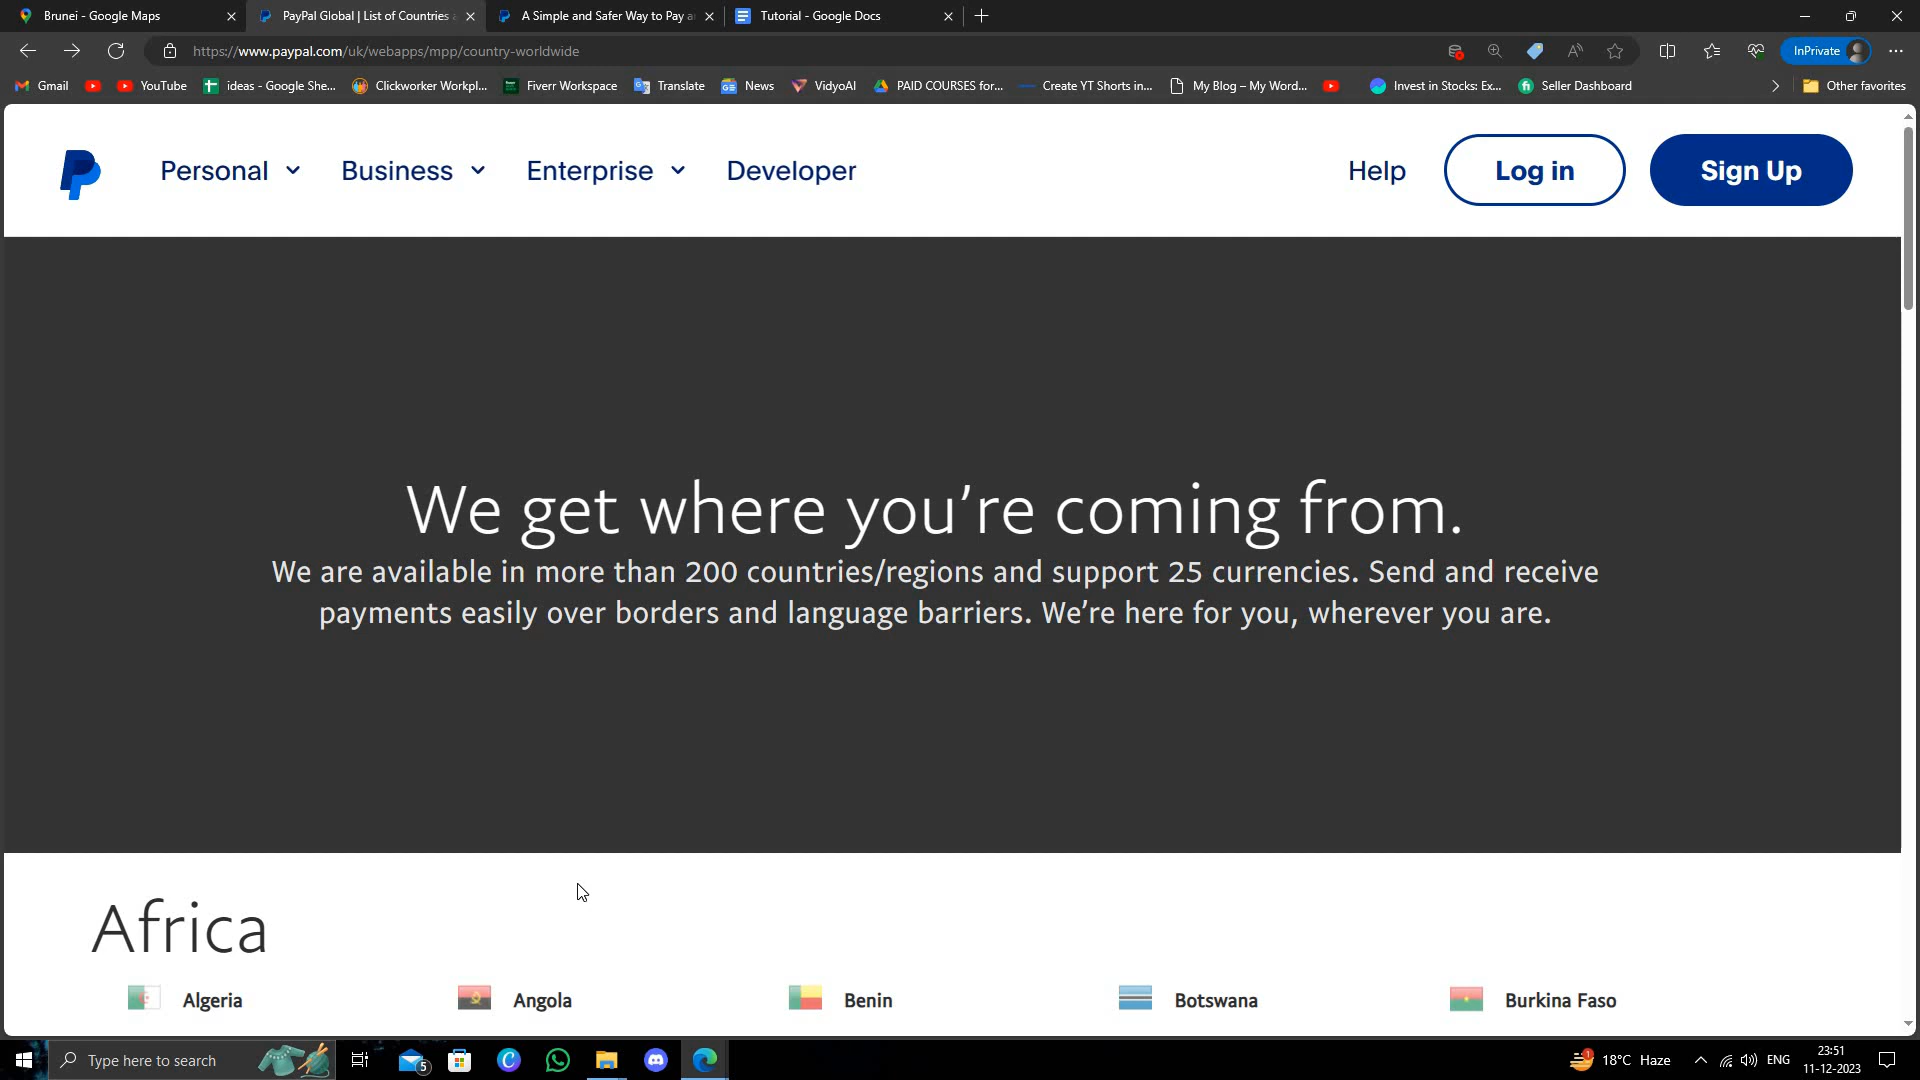 Brunei - Google Maps
PayPal Global | List of Countries a
A Simple and Safer Way to Pay a
Tutorial - Google Docs
https://www.paypal.com/uk/webapps/mpp/country-worldwide
InPrivate
Gmail
YouTube
ideas - Google She...
Clickworker Workpl...
Fiverr Workspace
Translate
News
VidyoAI
PAID COURSES for...
Create YT Shorts in...
My Blog – My Word...
Invest in Stocks: Ex...
Seller Dashboard
Other favorites
Personal
Business
Enterprise
Developer
Help
Log in
Sign Up
We get where you’re coming from.
We are available in more than 200 countries/regions and support 25 currencies. Send and receive
payments easily over borders and language barriers. We’re here for you, wherever you are.
Africa
Algeria
Angola
Benin
Botswana
Burkina Faso
Type here to search
5
1
18°C Haze
ENG
23:51
11-12-2023